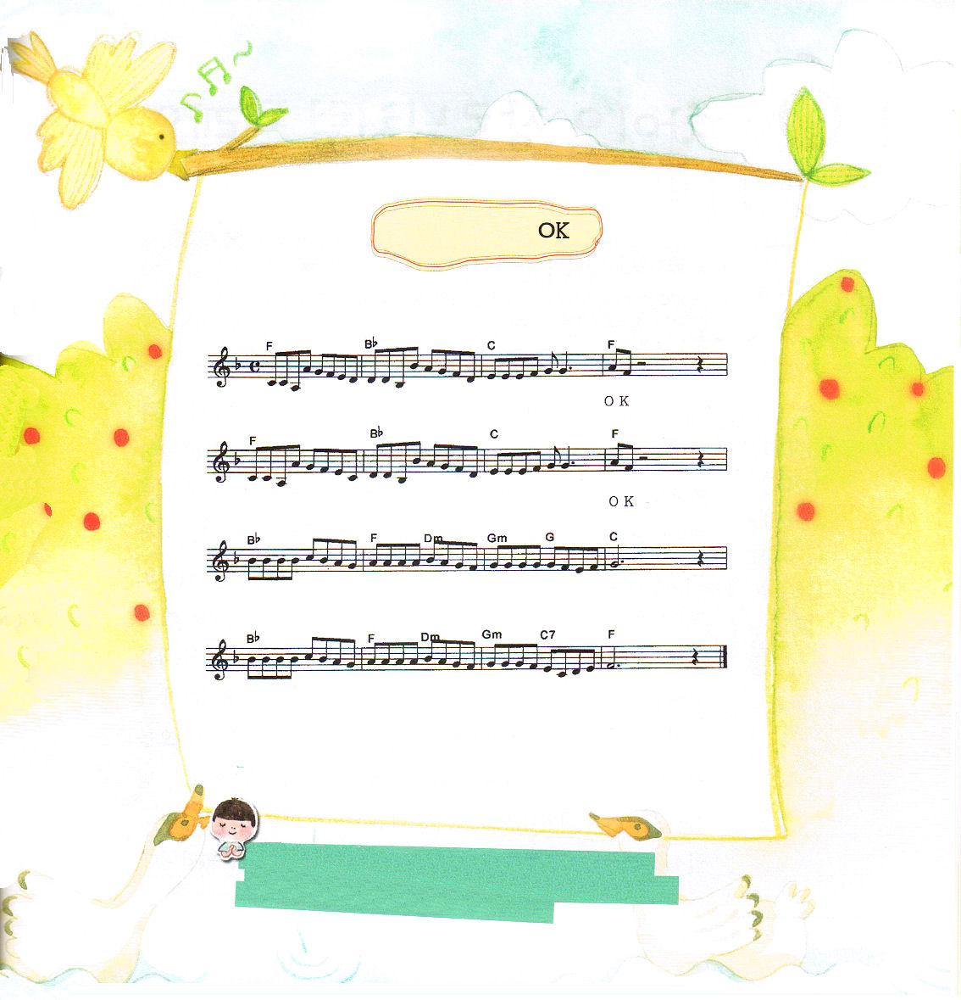 OK
F B♭ C F
O K
F B♭ C F
O K
B♭ F Dm Gm G C
B♭ F Dm Gm C7 F